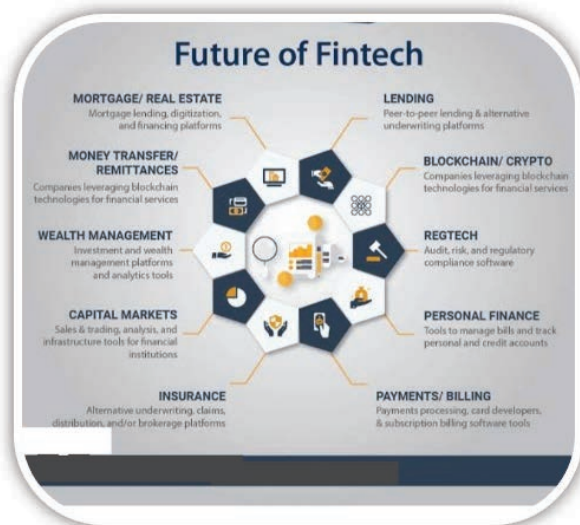 Future of Fintech
MORTGAGE/ REAL ESTATE
Mortgage lending, digitization,
and financing platforms
MONEY TRANSFER/
REMITTANCES
Companies leveraging blockchain
technologies for financial services
WEALTH MANAGEMENT
Investment and wealth
management platforms
and analytics tools
CAPITAL MARKETS
Sales & trading, analysis, and
infrastructure tools for financial
institutions
INSURANCE
Alternative underwriting, claims,
distribution, and/or brokerage platforms
LENDING
Peer-to-peer lending & alternative
underwriting platforms
BLOCKCHAIN/ CRYPTO
Companies leveraging blockchain
technologies for financial services
REGTECH
Audit, risk, and regulatory
compliance software
PERSONAL FINANCE
Tools to manage bills and track
personal and credit accounts
PAYMENTS/ BILLING
Payments processing, card developers,
& subscription billing software tools